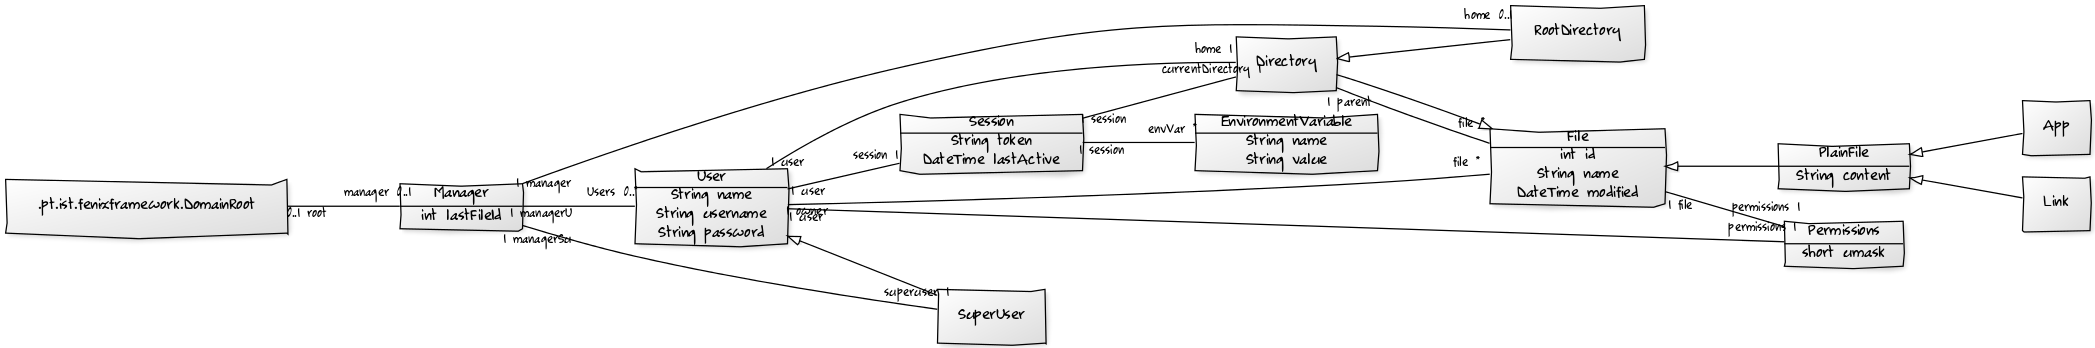 home 0..
RootDirectory
home 1
currentDirectory
Directory
1 parent
session
Session
String token
DateTime lastActive
session 1
envVar *
1 session
EnvironmentVariable
String name
String value
file *
file *
File
int id
String name
DateTime modified
1 file
permissions 1
permissions 1
Permissions
short umask
PlainFile
String content
App
Link
.pt.ist.fenixframework.DomainRoot
0..1 root
manager 0..1
Manager
int lastFileId
1 manager
1 managerU
1 managerSu
Users 0..
User
String name
String username
String password
1 user
1 user
owner
1 user
superuser 1
SuperUser